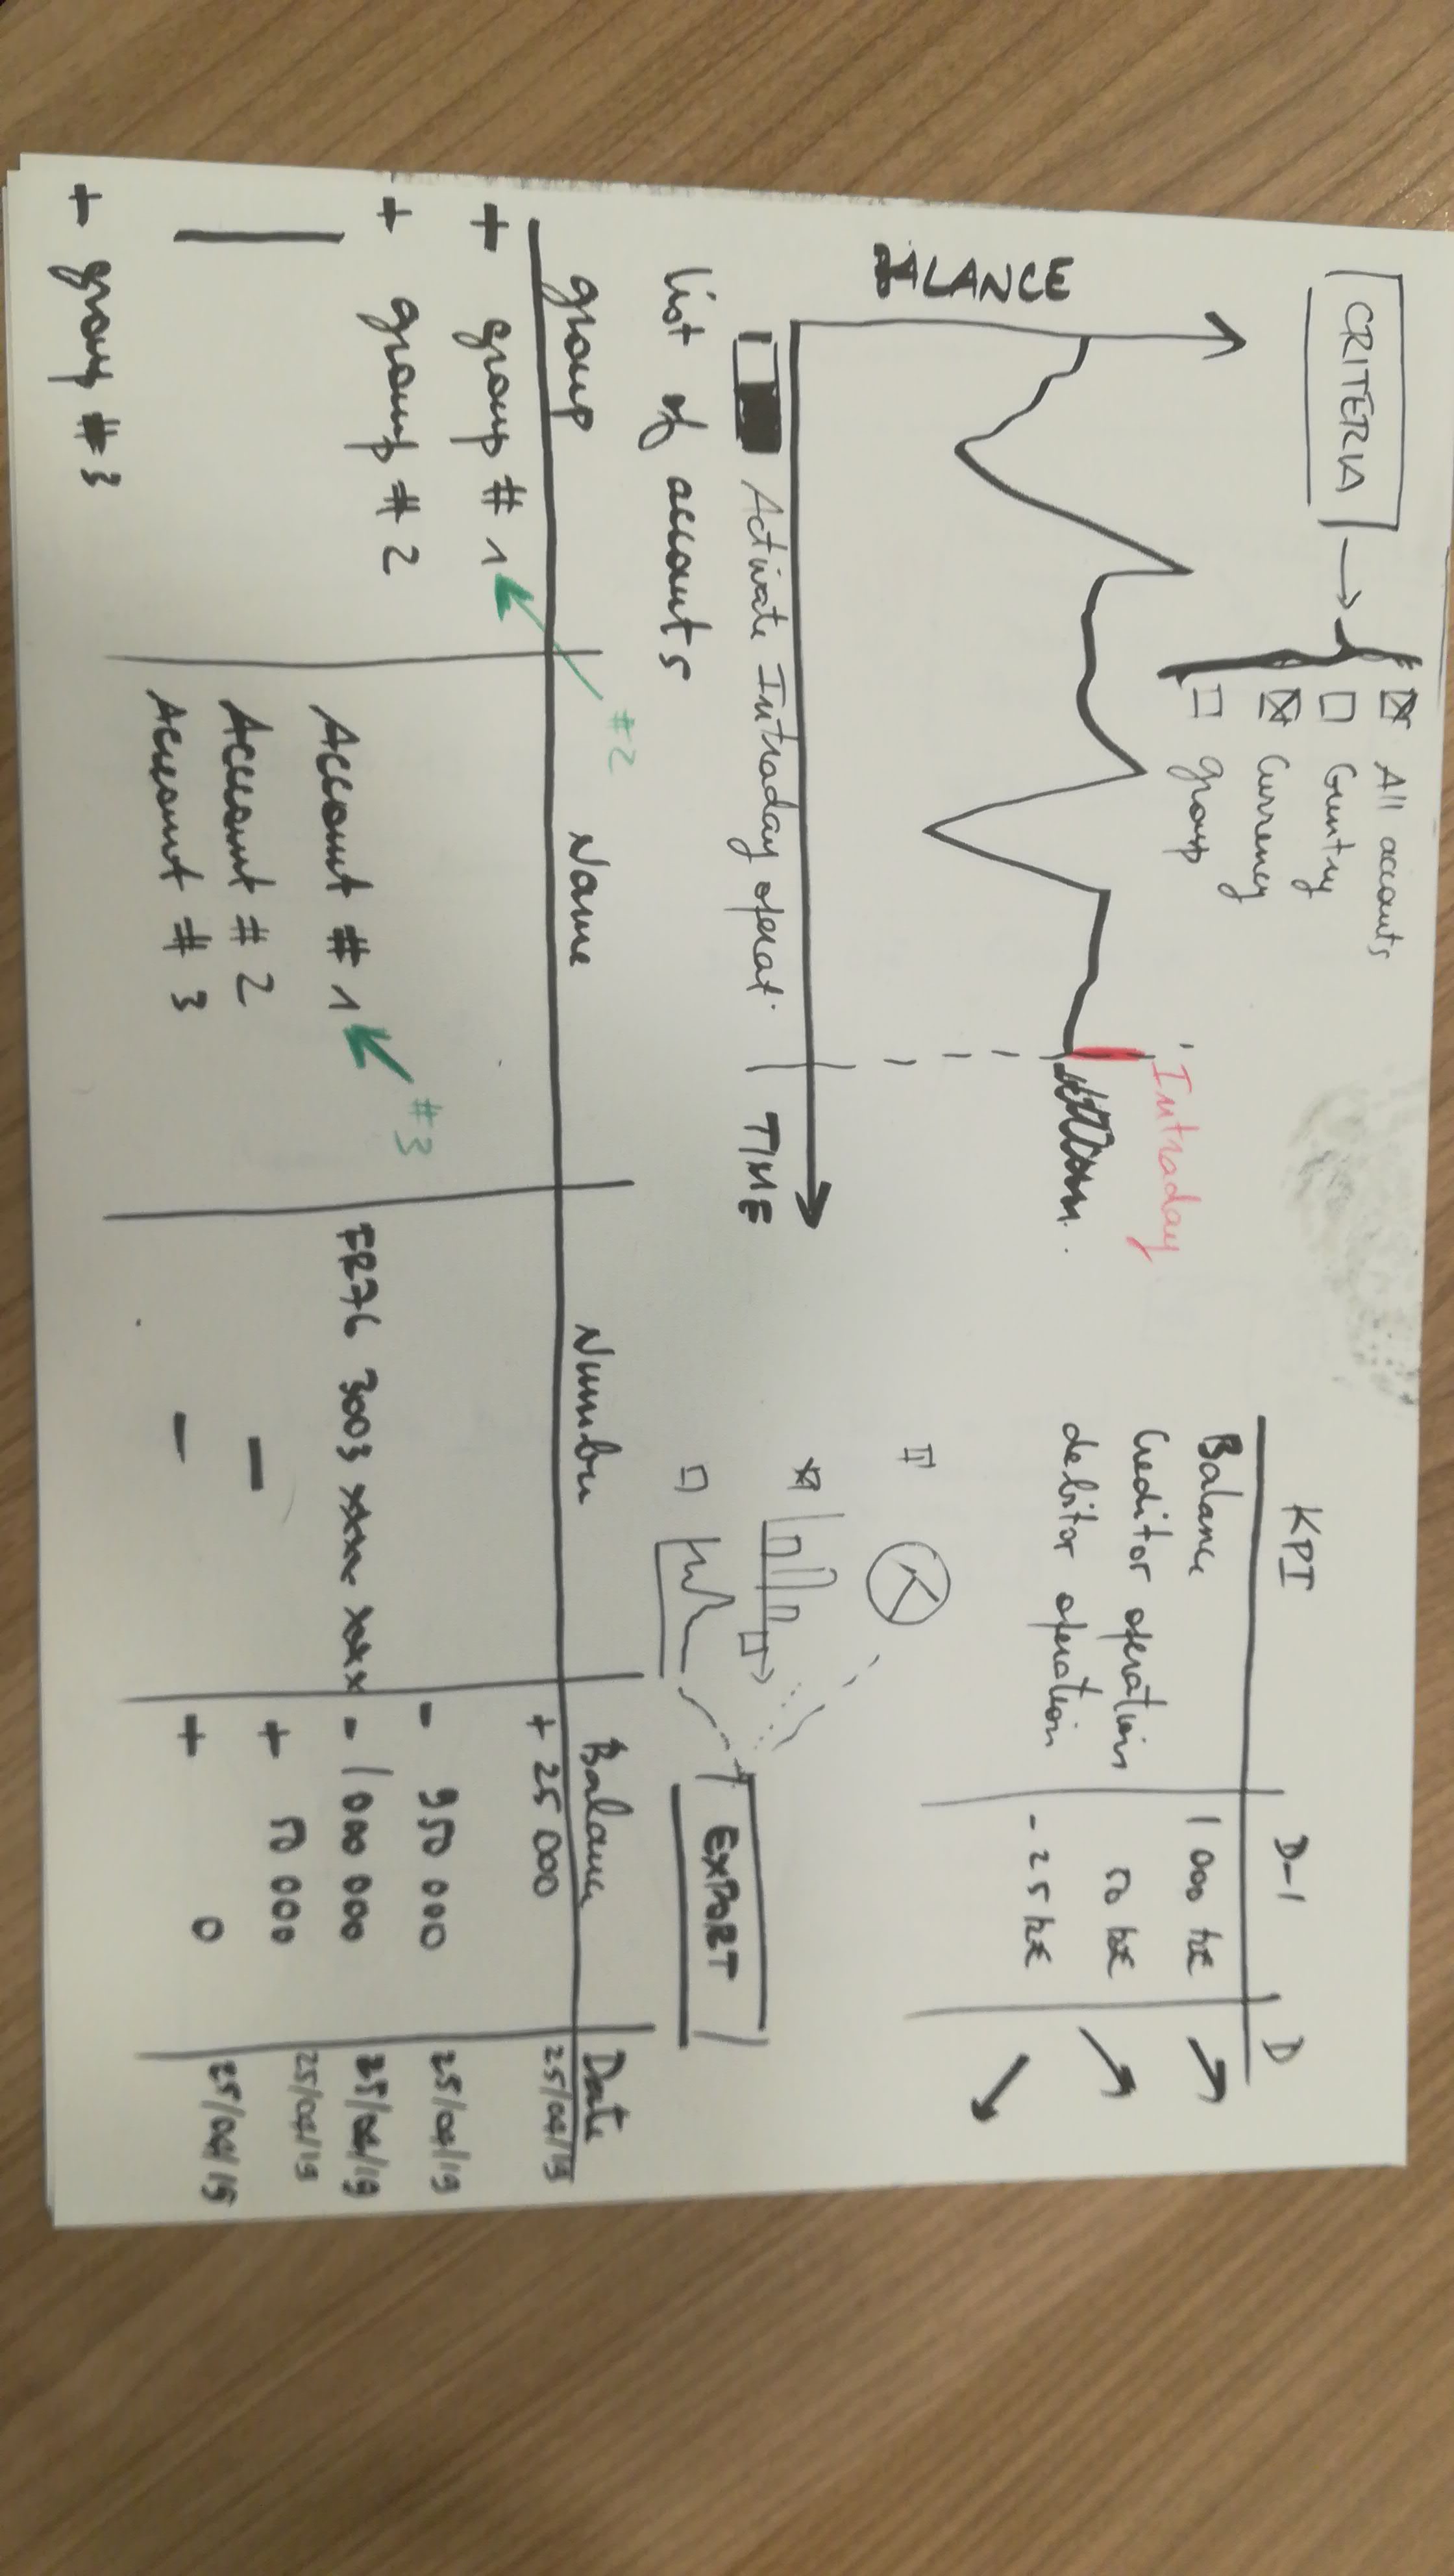 CRITERIA
All accounts
Country
Currency
group
Intraday
BALANCE
TIME
Activate Intraday operat.
KPI D-1 D
Balance 1 000 k€
Creditor operation 50 k€
debitor operation - 25 k€
EXPORT
list of accounts
#2
group Name Number Balance Date
+ group # 1 + 25 000 25/04/19
+ group # 2 - 950 000 25/04/19
#3
Account # 1 FR76 3003 xxxx xxxx - 1 000 000 25/04/19
Account # 2 — + 50 000 25/04/19
Account # 3 — + 0 25/04/19
+ group # 3